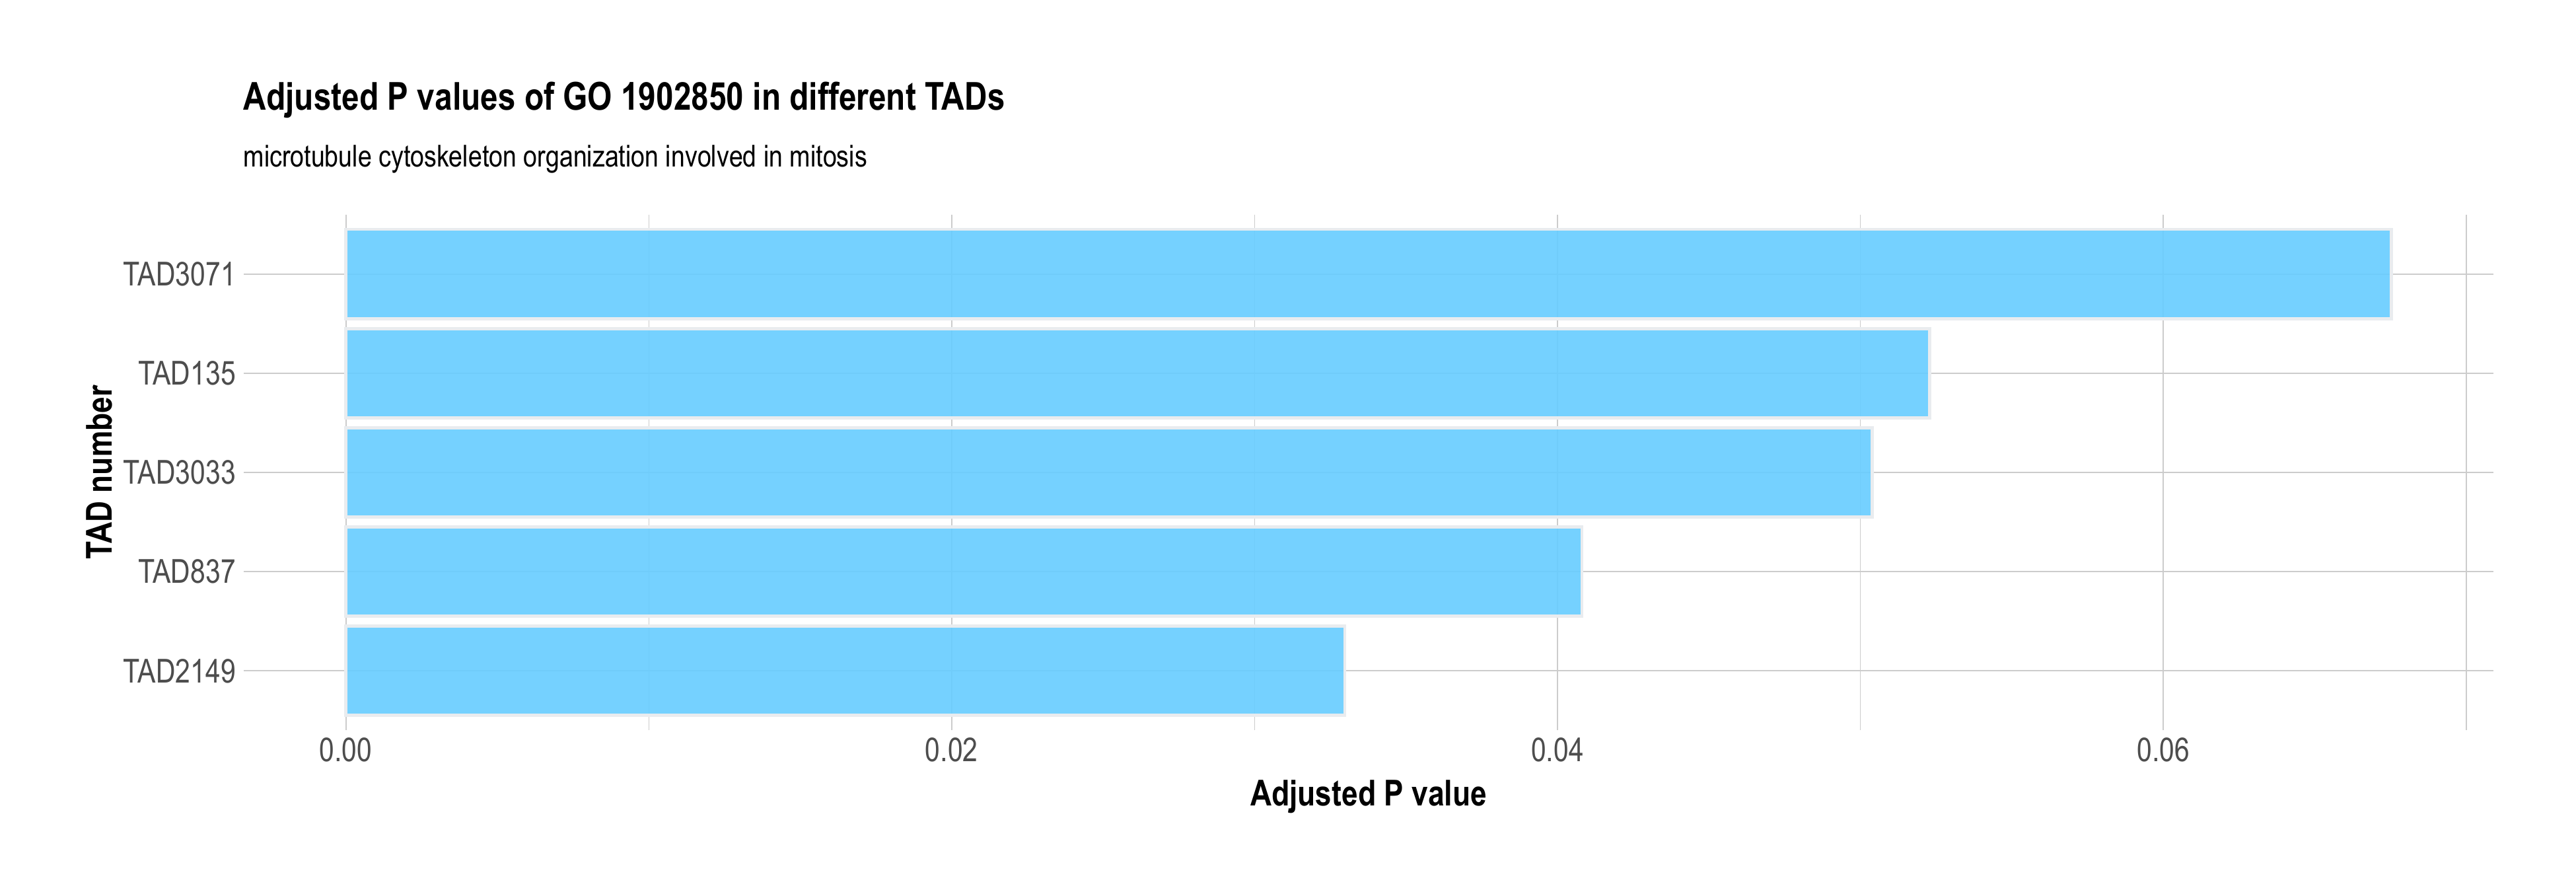 Adjusted P values of GO 1902850 in different TADs
microtubule cytoskeleton organization involved in mitosis
TAD number
TAD3071
TAD135
TAD3033
TAD837
TAD2149
0.00 0.02 0.04 0.06
Adjusted P value